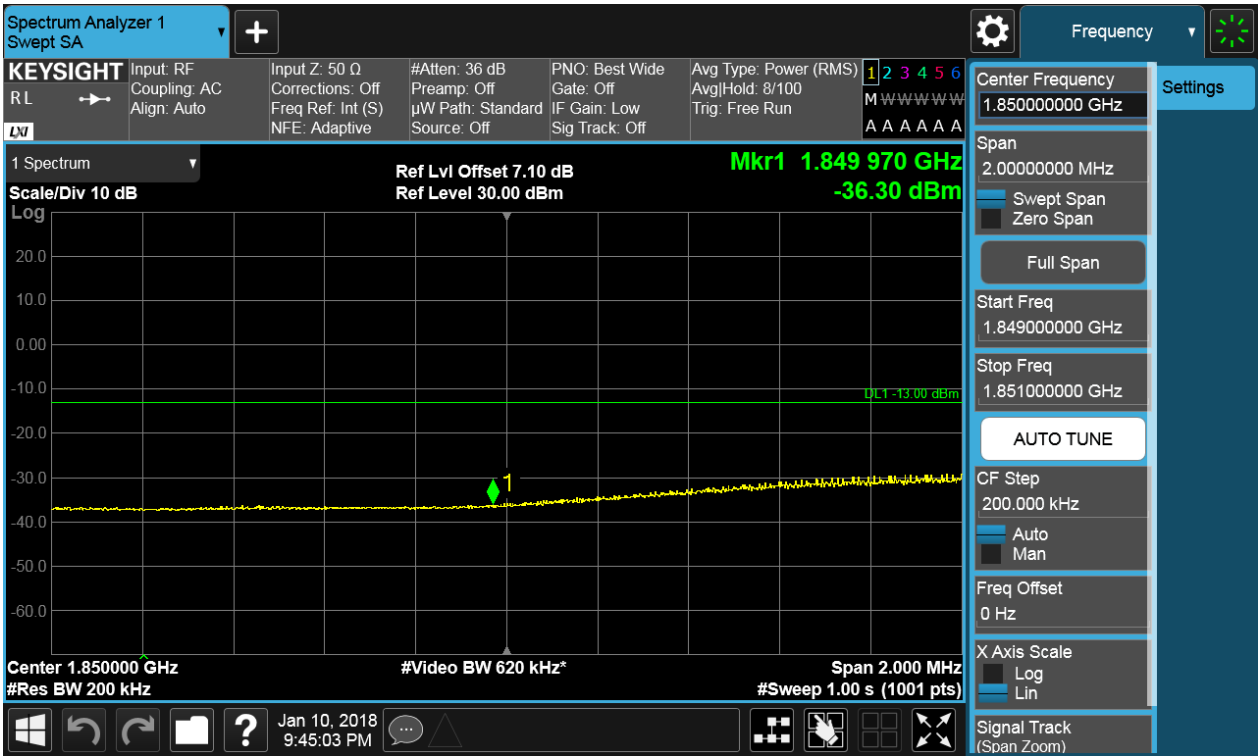 Spectrum Analyzer 1
Swept SA
+
Frequency
KEYSIGHT
R L
LXI
Input: RF
Coupling: AC
Align: Auto
Input Z: 50 Ω
Corrections: Off
Freq Ref: Int (S)
NFE: Adaptive
#Atten: 36 dB
Preamp: Off
µW Path: Standard
Source: Off
PNO: Best Wide
Gate: Off
IF Gain: Low
Sig Track: Off
Avg Type: Power (RMS)
Avg|Hold: 8/100
Trig: Free Run
1 2 3 4 5 6
M W W W W W
A A A A A A
1 Spectrum
Scale/Div 10 dB
Log
Ref Lvl Offset 7.10 dB
Ref Level 30.00 dBm
Mkr1 1.849 970 GHz
-36.30 dBm
20.0
10.0
0.00
-10.0
DL1 -13.00 dBm
-20.0
-30.0
1
-40.0
-50.0
-60.0
Center 1.850000 GHz
#Res BW 200 kHz
#Video BW 620 kHz*
Span 2.000 MHz
#Sweep 1.00 s (1001 pts)
Center Frequency
1.850000000 GHz
Span
2.00000000 MHz
Swept Span
Zero Span
Full Span
Start Freq
1.849000000 GHz
Stop Freq
1.851000000 GHz
AUTO TUNE
CF Step
200.000 kHz
Auto
Man
Freq Offset
0 Hz
X Axis Scale
Log
Lin
Signal Track
(Span Zoom)
Settings
?
Jan 10, 2018
9:45:03 PM